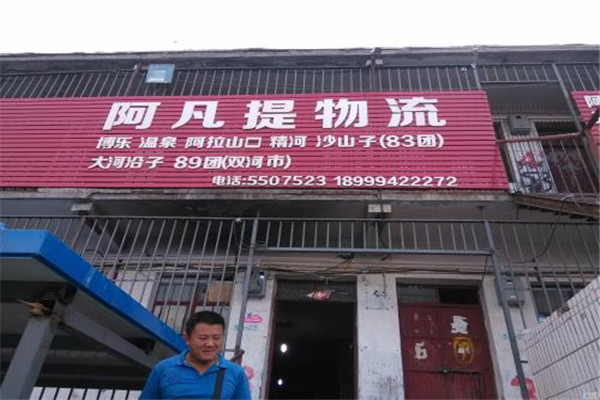 阿凡提物流
博乐 温泉 阿拉山口 精河 沙山子(83团)
大河沿子 89团(双河市)
电话:5507523 18999422272